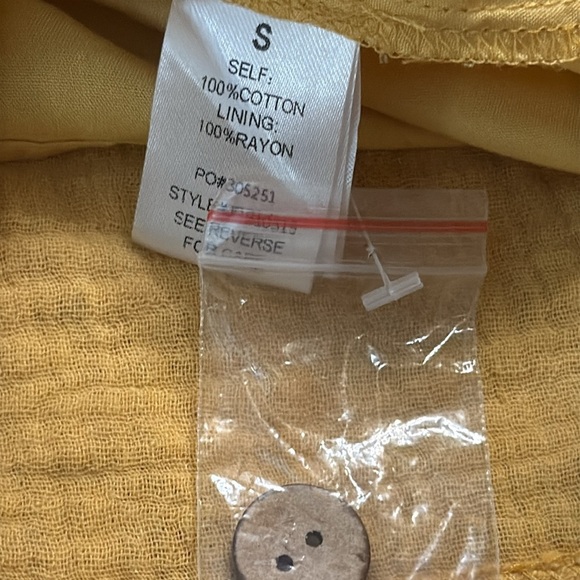 S
SELF:
100%COTTON
LINING:
100%RAYON
PO#305251
STYLE
SEE REVERSE
FOR